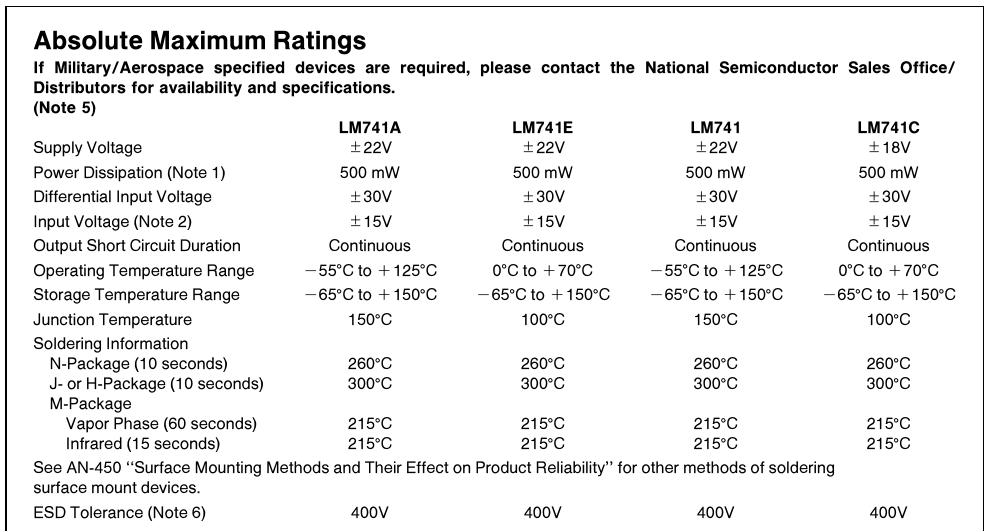 Absolute Maximum Ratings
If Military/Aerospace specified devices are required, please contact the National Semiconductor Sales Office/
Distributors for availability and specifications.
(Note 5)
LM741A LM741E LM741 LM741C
Supply Voltage ±22V ±22V ±22V ±18V
Power Dissipation (Note 1) 500 mW 500 mW 500 mW 500 mW
Differential Input Voltage ±30V ±30V ±30V ±30V
Input Voltage (Note 2) ±15V ±15V ±15V ±15V
Output Short Circuit Duration Continuous Continuous Continuous Continuous
Operating Temperature Range −55°C to +125°C 0°C to +70°C −55°C to +125°C 0°C to +70°C
Storage Temperature Range −65°C to +150°C −65°C to +150°C −65°C to +150°C −65°C to +150°C
Junction Temperature 150°C 100°C 150°C 100°C
Soldering Information
N-Package (10 seconds) 260°C 260°C 260°C 260°C
J- or H-Package (10 seconds) 300°C 300°C 300°C 300°C
M-Package
Vapor Phase (60 seconds) 215°C 215°C 215°C 215°C
Infrared (15 seconds) 215°C 215°C 215°C 215°C
See AN-450 ‘‘Surface Mounting Methods and Their Effect on Product Reliability’’ for other methods of soldering
surface mount devices.
ESD Tolerance (Note 6) 400V 400V 400V 400V